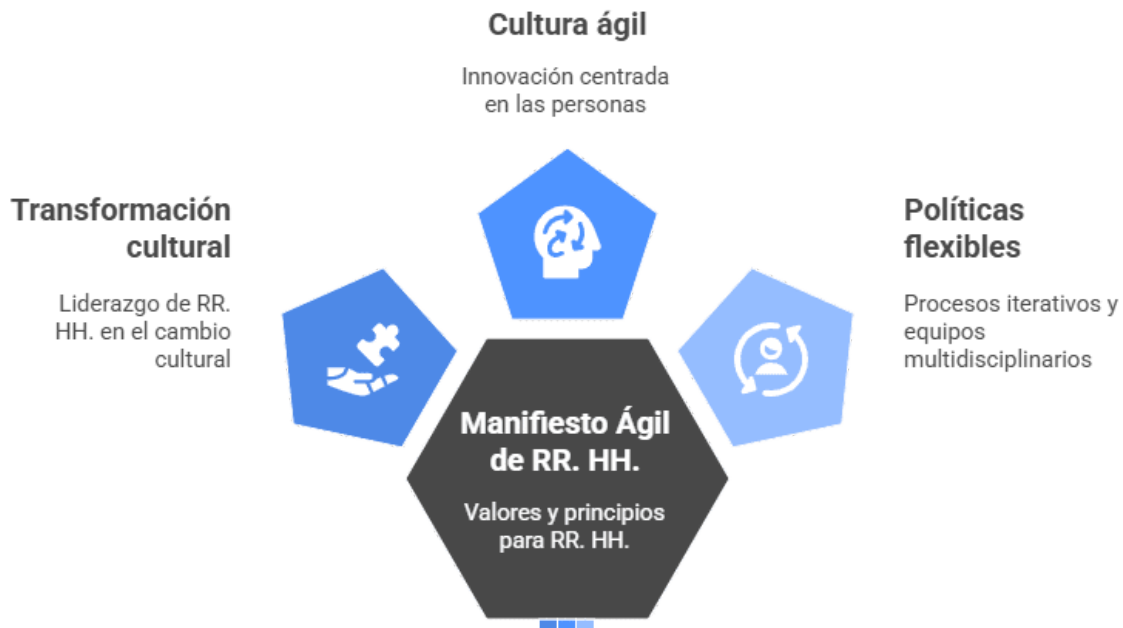 Cultura ágil
Innovación centrada
en las personas
Transformación
cultural
Liderazgo de RR.
HH. en el cambio
cultural
Políticas
flexibles
Procesos iterativos y
equipos
multidisciplinarios
Manifiesto Ágil
de RR. HH.
Valores y principios
para RR. HH.